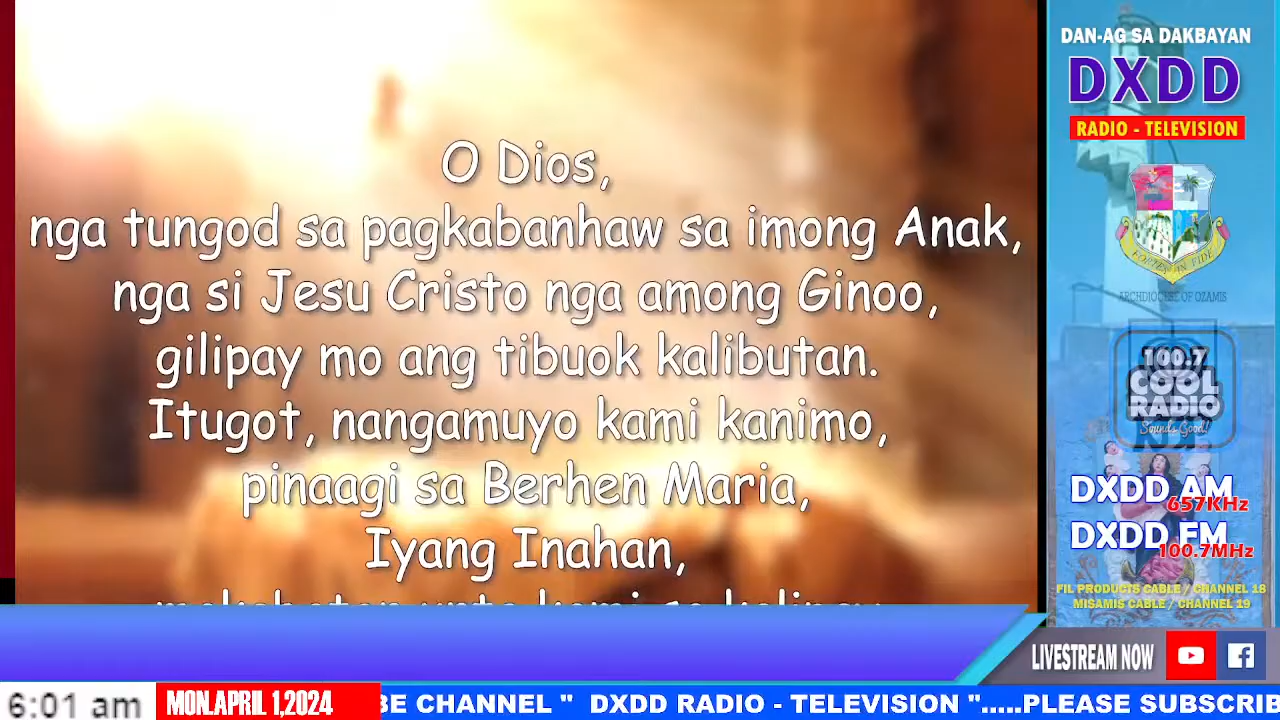 O Dios,
nga tungod sa pagkabanhaw sa imong Anak,
nga si Jesu Cristo nga among Ginoo,
gilipay mo ang tibuok kalibutan.
Itugot, nangamuyo kami kanimo,
pinaagi sa Berhen Maria,
Iyang Inahan,
DAN-AG SA DAKBAYAN
DXDD
RADIO - TELEVISION
ARCHDIOCESE OF OZAMIS
100.7
COOL
RADIO
Sounds Good!
DXDD AM
657KHz
DXDD FM
100.7MHz
FIL PRODUCTS CABLE / CHANNEL 18
MISAMIS CABLE / CHANNEL 19
LIVESTREAM NOW
6:01 am
MON.APRIL 1,2024
BE CHANNEL " DXDD RADIO - TELEVISION ".....PLEASE SUBSCRIB